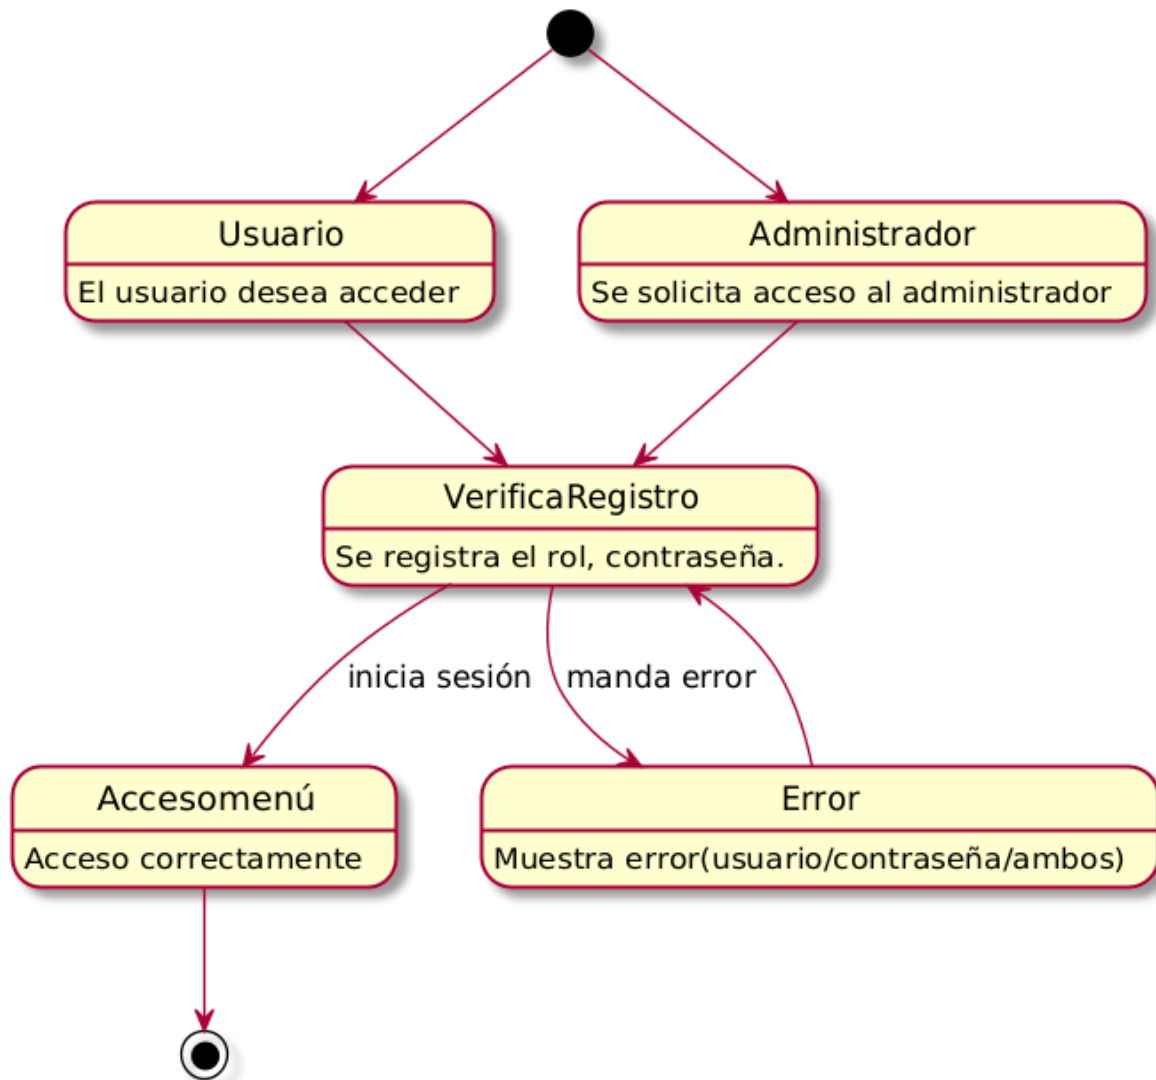 Usuario
El usuario desea acceder
Administrador
Se solicita acceso al administrador
VerificaRegistro
Se registra el rol, contraseña.
inicia sesión
manda error
Accesomenú
Acceso correctamente
Error
Muestra error(usuario/contraseña/ambos)